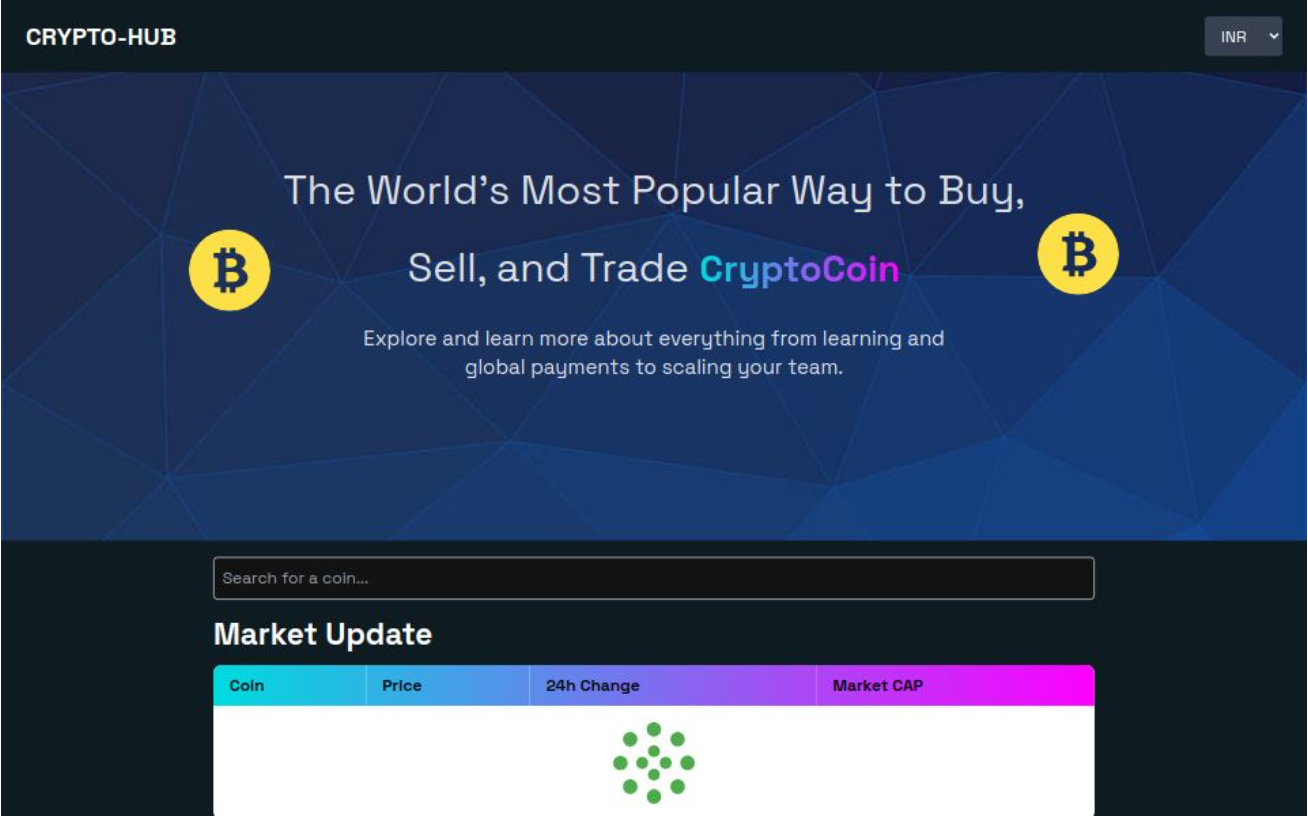 CRYPTO-HUB
INR
The World's Most Popular Way to Buy,
Sell, and Trade CryptoCoin
Explore and learn more about everything from learning and
global payments to scaling your team.
Search for a coin...
Market Update
Coin Price 24h Change Market CAP